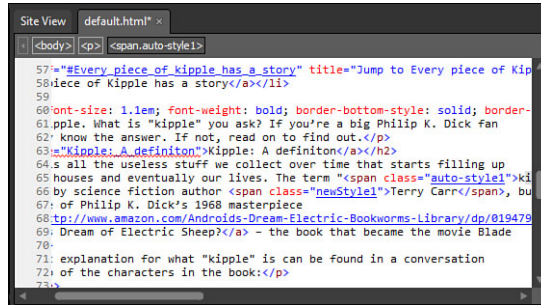 Site View default.html* ×
<body> <p> <span.auto-style1>
57 ="#Every_piece_of_kipple_has_a_story" title="Jump to Every piece of Kip
58 piece of Kipple has a story</a></li>
59
60 font-size: 1.1em; font-weight: bold; border-bottom-style: solid; border-
61 pple. What is "kipple" you ask? If you're a big Philip K. Dick fan
62 know the answer. If not, read on to find out.</p>
63 ="Kipple:_A_definiton">Kipple: A definiton</a></h2>
64 s all the useless stuff we collect over time that starts filling up
65 houses and eventually our lives. The term "<span class="auto-style1">ki
66 by science fiction author <span class="newStyle1">Terry Carr</span>, bu
67 of Philip K. Dick's 1968 masterpiece
68 tp://www.amazon.com/Androids-Dream-Electric-Bookworms-Library/dp/019479
69 Dream of Electric Sheep?</a> – the book that became the movie Blade
70
71 explanation for what "kipple" is can be found in a conversation
72 of the characters in the book:</p>
73 >